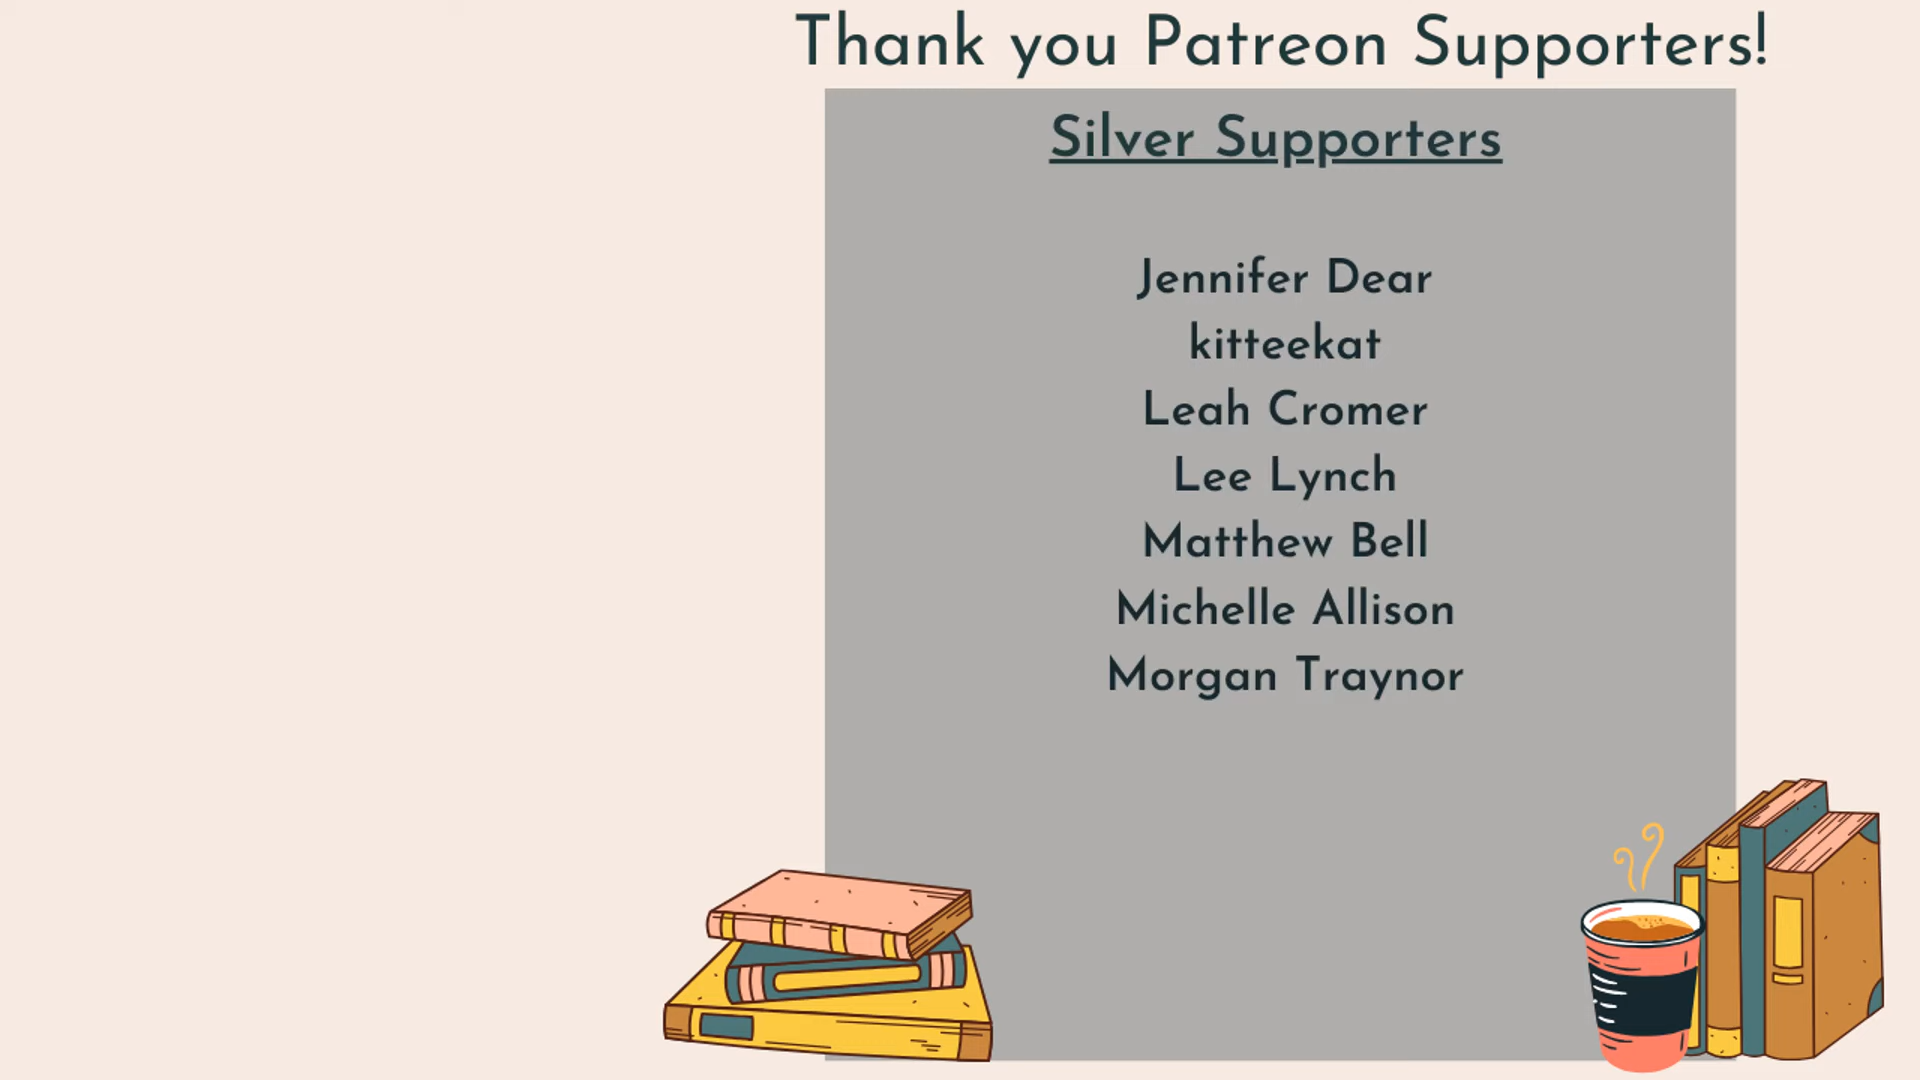 Thank you Patreon Supporters!
Silver Supporters
Jennifer Dear
kitteekat
Leah Cromer
Lee Lynch
Matthew Bell
Michelle Allison
Morgan Traynor